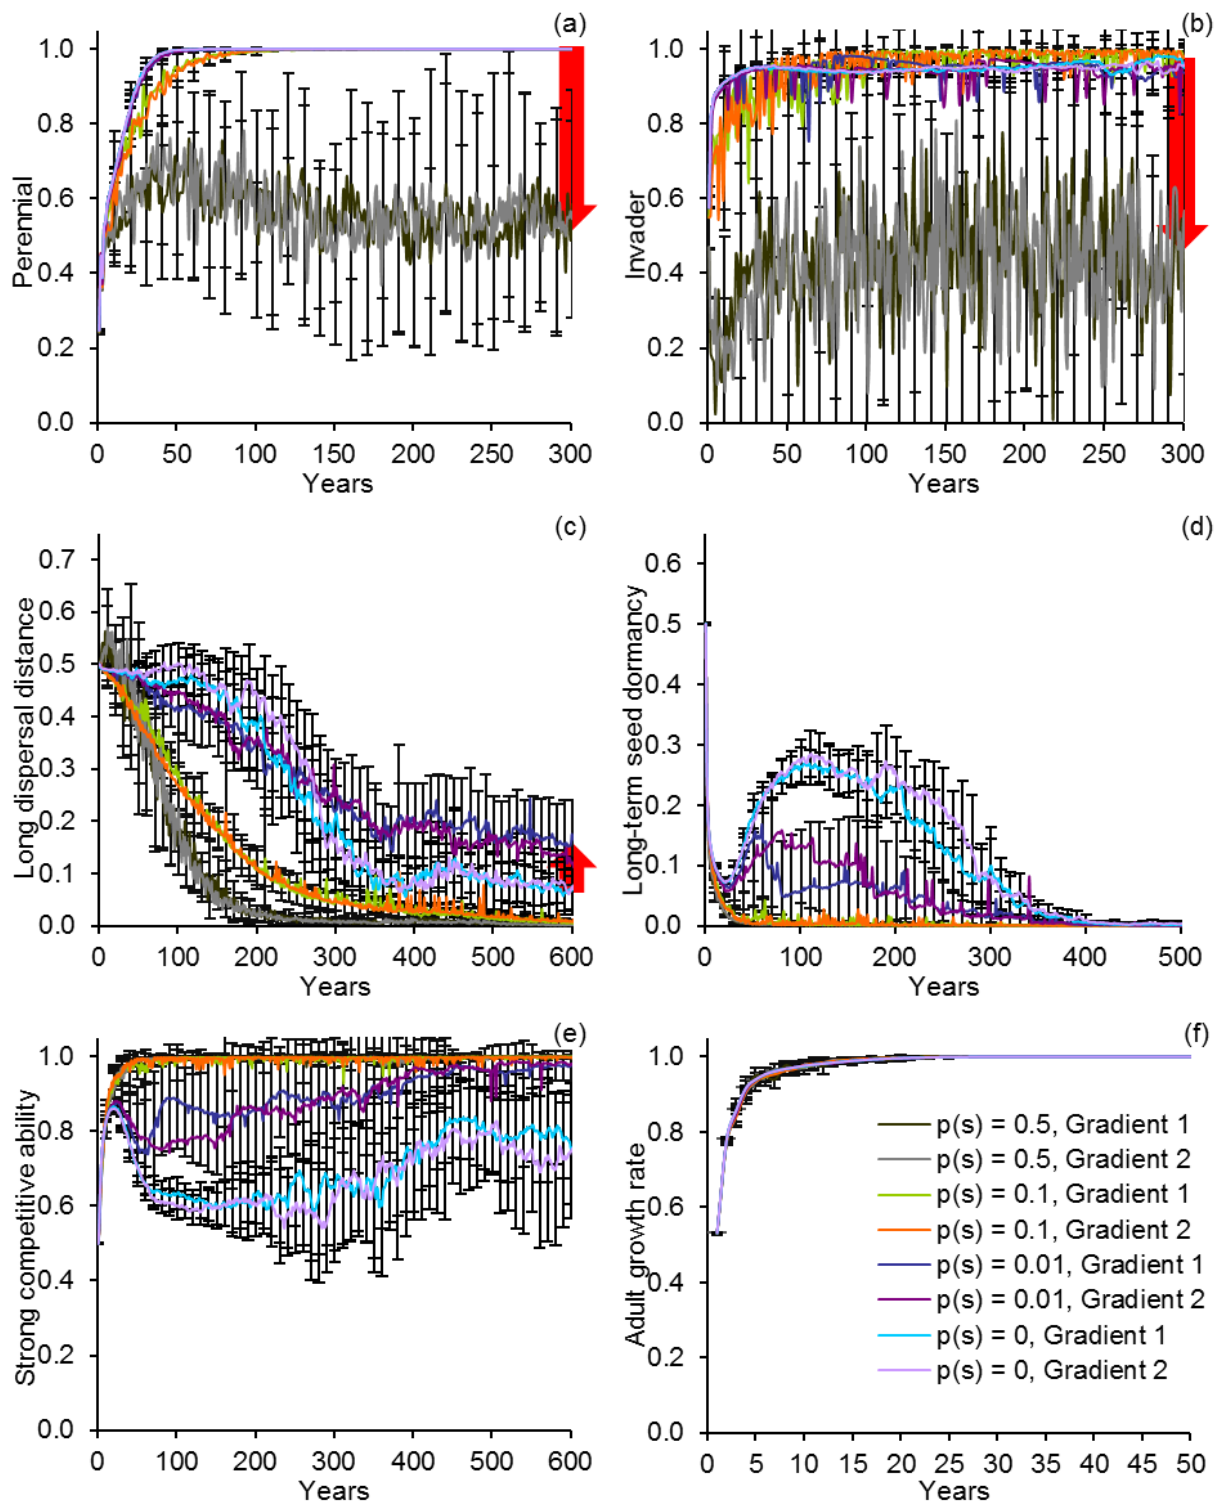 (a)
1.0
0.8
0.6
0.4
0.2
0.0
Perennial
0 50 100 150 200 250 300
Years
(b)
1.0
0.8
0.6
0.4
0.2
0.0
Invader
0 50 100 150 200 250 300
Years
(c)
0.7
0.6
0.5
0.4
0.3
0.2
0.1
0.0
Long dispersal distance
0 100 200 300 400 500 600
Years
(d)
0.6
0.5
0.4
0.3
0.2
0.1
0.0
Long-term seed dormancy
0 100 200 300 400 500
Years
(e)
1.0
0.8
0.6
0.4
0.2
0.0
Strong competitive ability
0 100 200 300 400 500 600
Years
(f)
1.0
0.8
0.6
0.4
0.2
0.0
Adult growth rate
p(s) = 0.5, Gradient 1
p(s) = 0.5, Gradient 2
p(s) = 0.1, Gradient 1
p(s) = 0.1, Gradient 2
p(s) = 0.01, Gradient 1
p(s) = 0.01, Gradient 2
p(s) = 0, Gradient 1
p(s) = 0, Gradient 2
0 5 10 15 20 25 30 35 40 45 50
Years